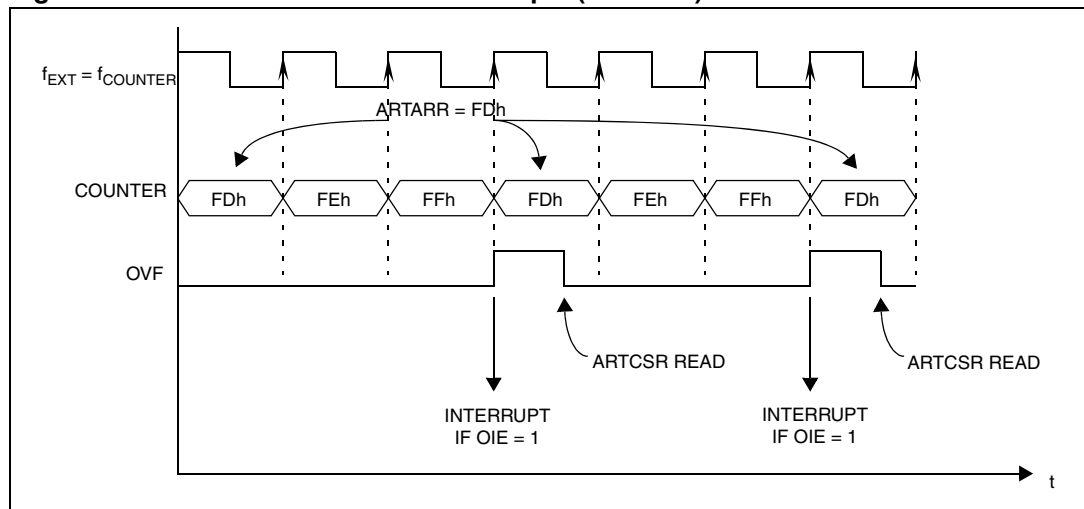 fEXT = fCOUNTER
ARTARR = FDh
COUNTER
FDh FEh FFh FDh FEh FFh FDh
OVF
ARTCSR READ
ARTCSR READ
INTERRUPT
IF OIE = 1
INTERRUPT
IF OIE = 1
t